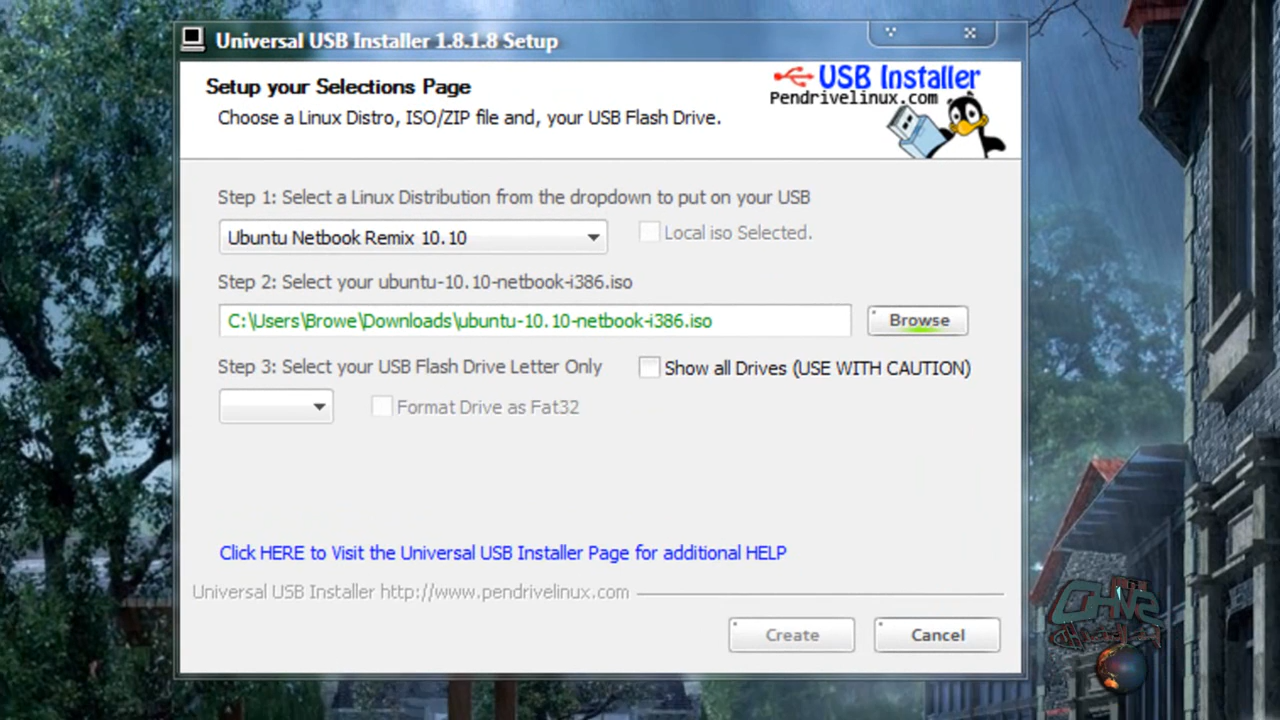 Universal USB Installer 1.8.1.8 Setup
Setup your Selections Page
Choose a Linux Distro, ISO/ZIP file and, your USB Flash Drive.
USB Installer
Pendrivelinux.com
Step 1: Select a Linux Distribution from the dropdown to put on your USB
Ubuntu Netbook Remix 10.10
Local iso Selected.
Step 2: Select your ubuntu-10.10-netbook-i386.iso
C:\Users\Browe\Downloads\ubuntu-10.10-netbook-i386.iso
Browse
Step 3: Select your USB Flash Drive Letter Only
Show all Drives (USE WITH CAUTION)
Format Drive as Fat32
Click HERE to Visit the Universal USB Installer Page for additional HELP
Universal USB Installer http://www.pendrivelinux.com
Create
Cancel